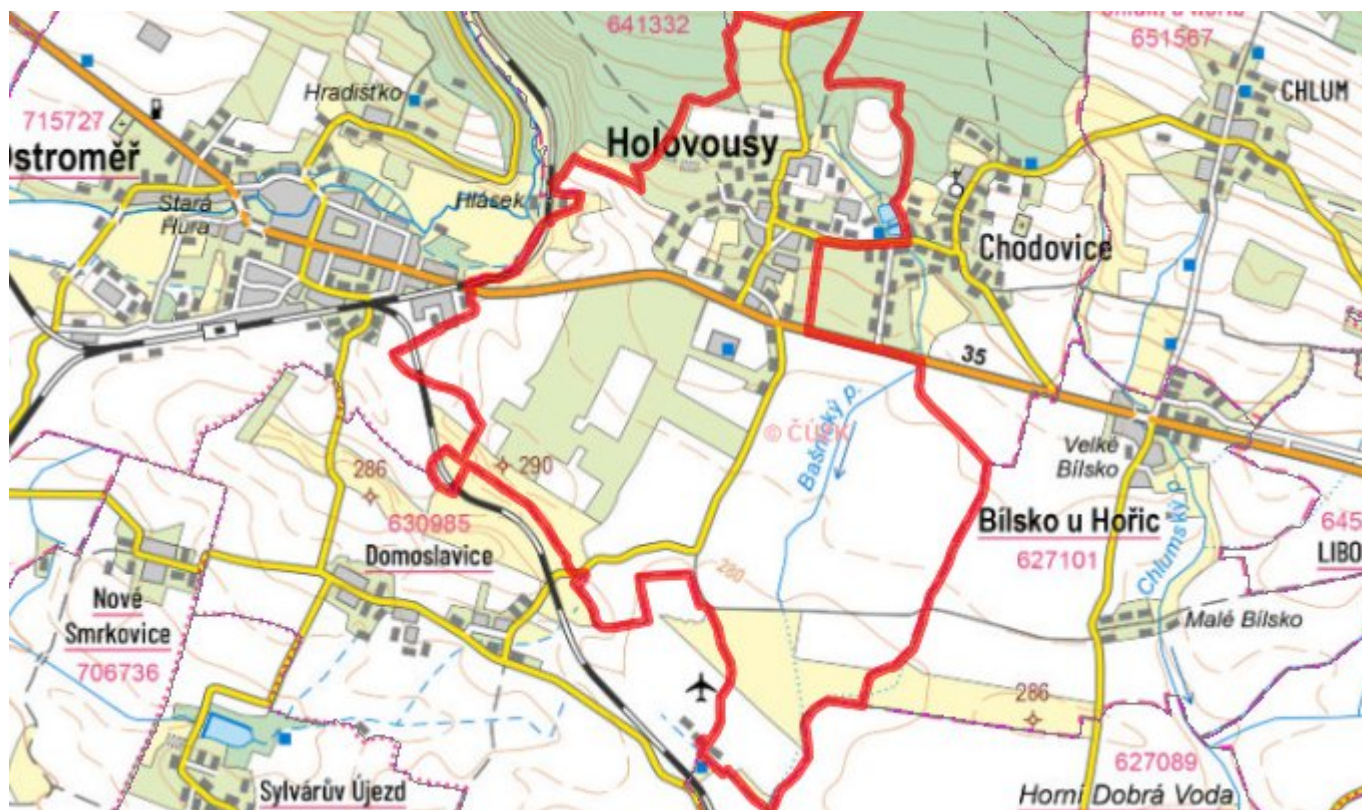 641332
651567
CHLUM
Hradišťko
715727
Ostroměř
Holovousy
Hlásek
Stará
Hůra
Chodovice
35
Bašnický p.
© ČÚZK
Velké
Bílsko
286
290
630985
Domoslavice
Bílsko u Hořic
627101
Chlumský p.
645
LIBO
280
Nové
Smrkovice
706736
Malé Bílsko
286
627089
Sylvárův Újezd
Horní Dobrá Voda